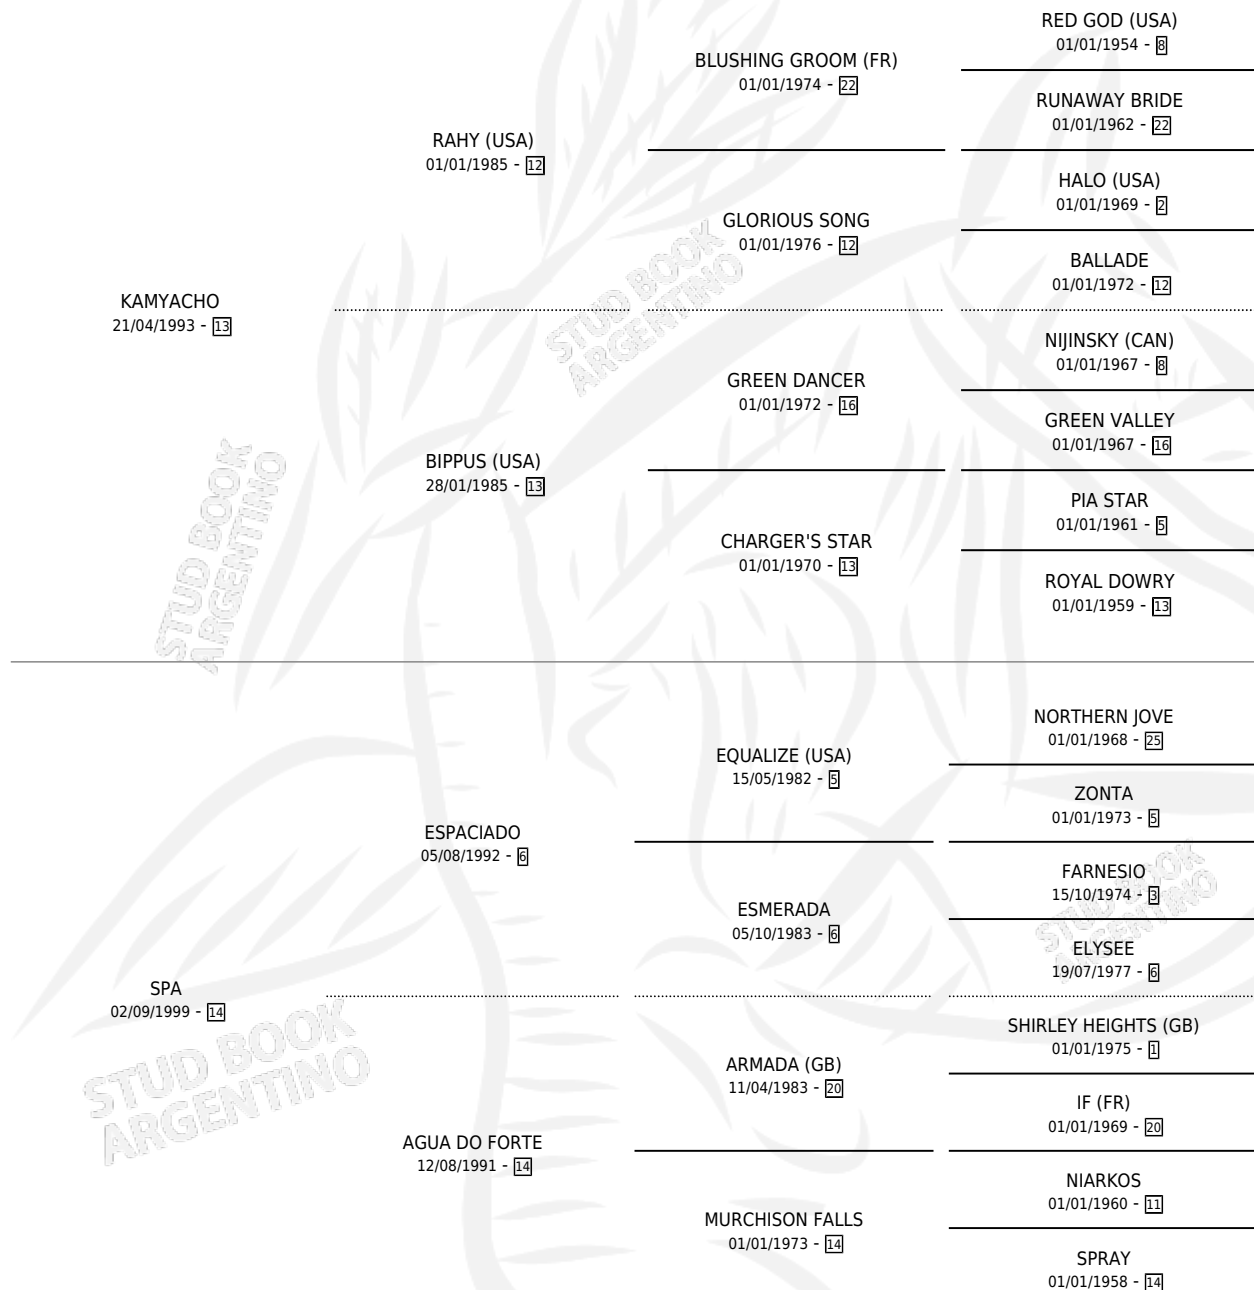 RED GOD (USA)
01/01/1954 - 8
BLUSHING GROOM (FR)
01/01/1974 - 22
RUNAWAY BRIDE
01/01/1962 - 22
RAHY (USA)
01/01/1985 - 12
HALO (USA)
01/01/1969 - 2
GLORIOUS SONG
01/01/1976 - 12
BALLADE
01/01/1972 - 12
KAMYACHO
21/04/1993 - 13
NIJINSKY (CAN)
01/01/1967 - 8
GREEN DANCER
01/01/1972 - 16
GREEN VALLEY
01/01/1967 - 16
BIPPUS (USA)
28/01/1985 - 13
PIA STAR
01/01/1961 - 5
CHARGER'S STAR
01/01/1970 - 13
ROYAL DOWRY
01/01/1959 - 13
NORTHERN JOVE
01/01/1968 - 25
EQUALIZE (USA)
15/05/1982 - 5
ZONTA
01/01/1973 - 5
ESPACIADO
05/08/1992 - 6
FARNESIO
15/10/1974 - 3
ESMERADA
05/10/1983 - 6
ELYSEE
19/07/1977 - 6
SPA
02/09/1999 - 14
SHIRLEY HEIGHTS (GB)
01/01/1975 - 1
ARMADA (GB)
11/04/1983 - 20
IF (FR)
01/01/1969 - 20
AGUA DO FORTE
12/08/1991 - 14
NIARKOS
01/01/1960 - 11
MURCHISON FALLS
01/01/1973 - 14
SPRAY
01/01/1958 - 14
STUD BOOK
ARGENTINO
STUD BOOK
ARGENTINO
STUD BOOK
ARGENTINO
STUD BOOK
ARGENTINO